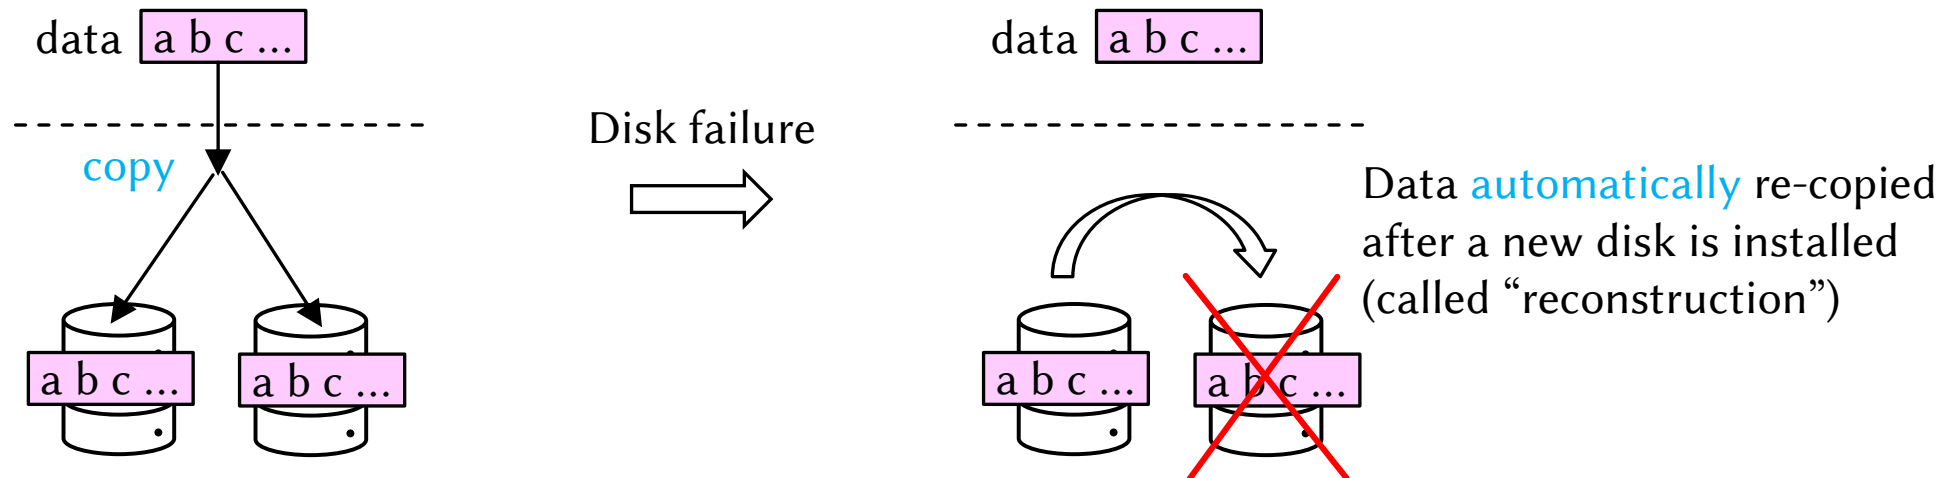 data a b c ...
copy
a b c ...
a b c ...
Disk failure
data a b c ...
a b c ...
a b c ...
Data automatically re-copied
after a new disk is installed
(called “reconstruction”)